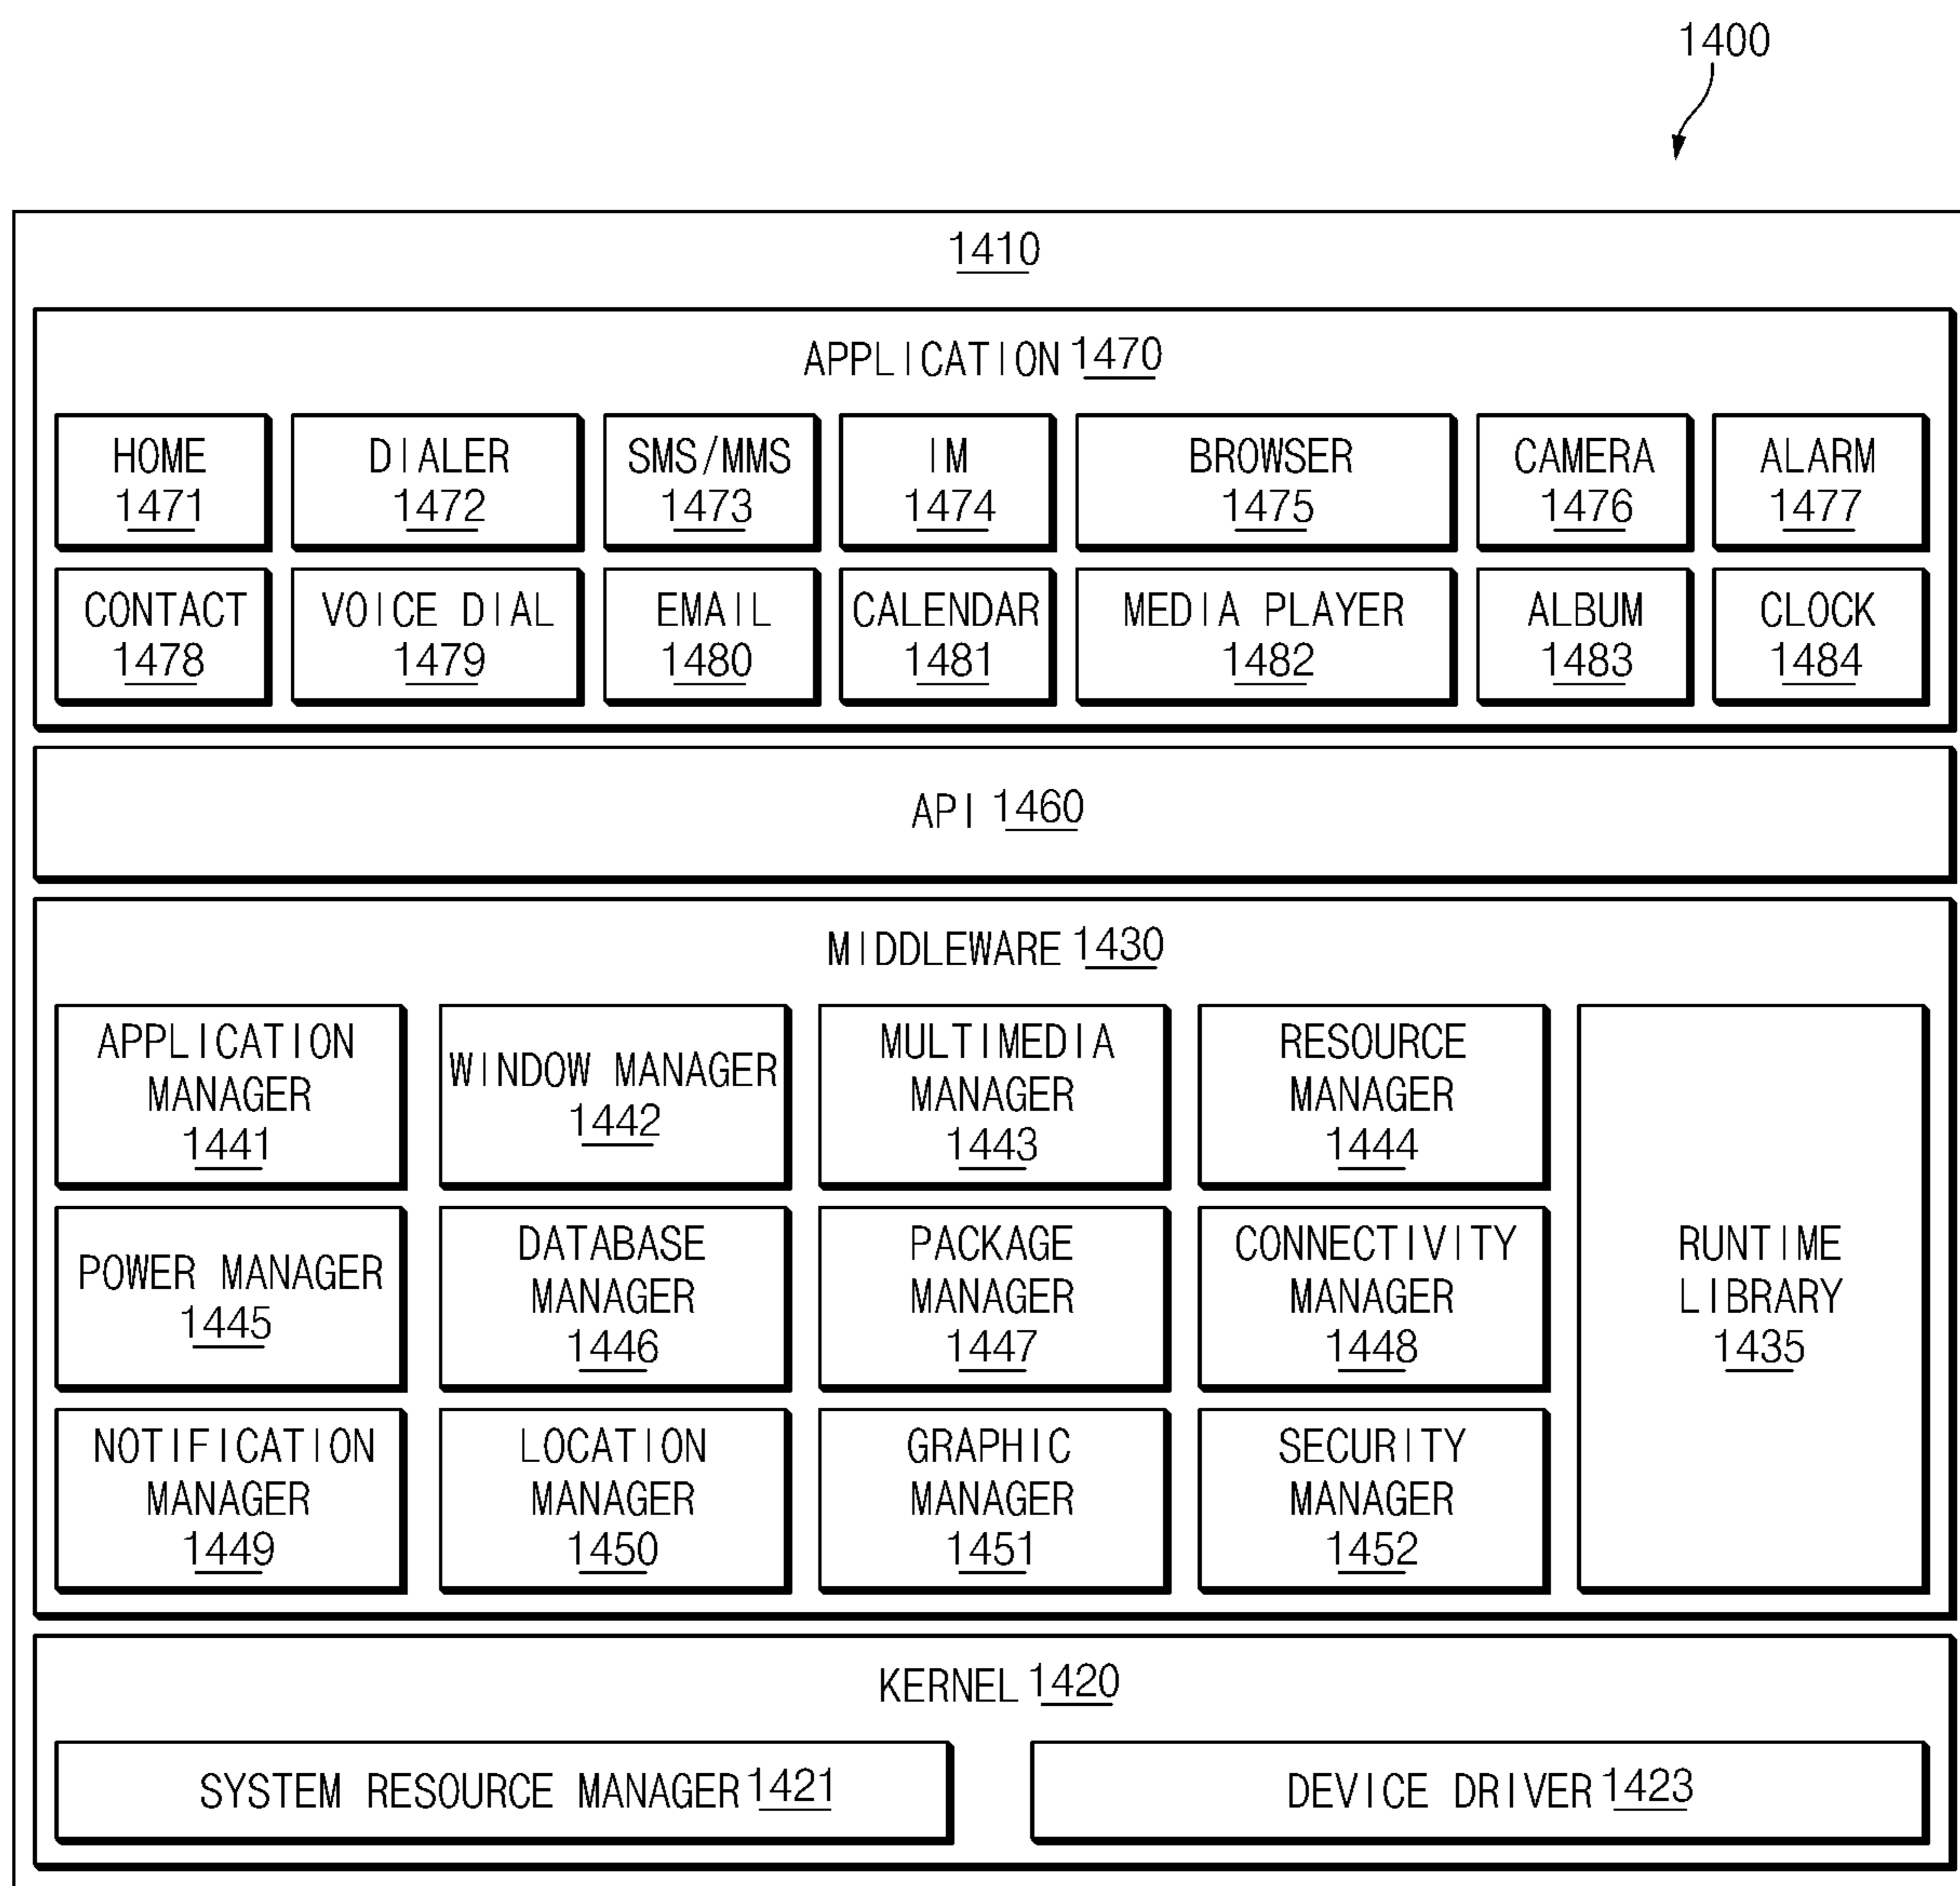 1400
1410
APPLICATION 1470
HOME
1471
DIALER
1472
SMS/MMS
1473
IM
1474
BROWSER
1475
CAMERA
1476
ALARM
1477
CONTACT
1478
VOICE DIAL
1479
EMAIL
1480
CALENDAR
1481
MEDIA PLAYER
1482
ALBUM
1483
CLOCK
1484
API 1460
MIDDLEWARE 1430
APPLICATION
MANAGER
1441
WINDOW MANAGER
1442
MULTIMEDIA
MANAGER
1443
RESOURCE
MANAGER
1444
POWER MANAGER
1445
DATABASE
MANAGER
1446
PACKAGE
MANAGER
1447
CONNECTIVITY
MANAGER
1448
RUNTIME
LIBRARY
1435
NOTIFICATION
MANAGER
1449
LOCATION
MANAGER
1450
GRAPHIC
MANAGER
1451
SECURITY
MANAGER
1452
KERNEL 1420
SYSTEM RESOURCE MANAGER 1421
DEVICE DRIVER 1423